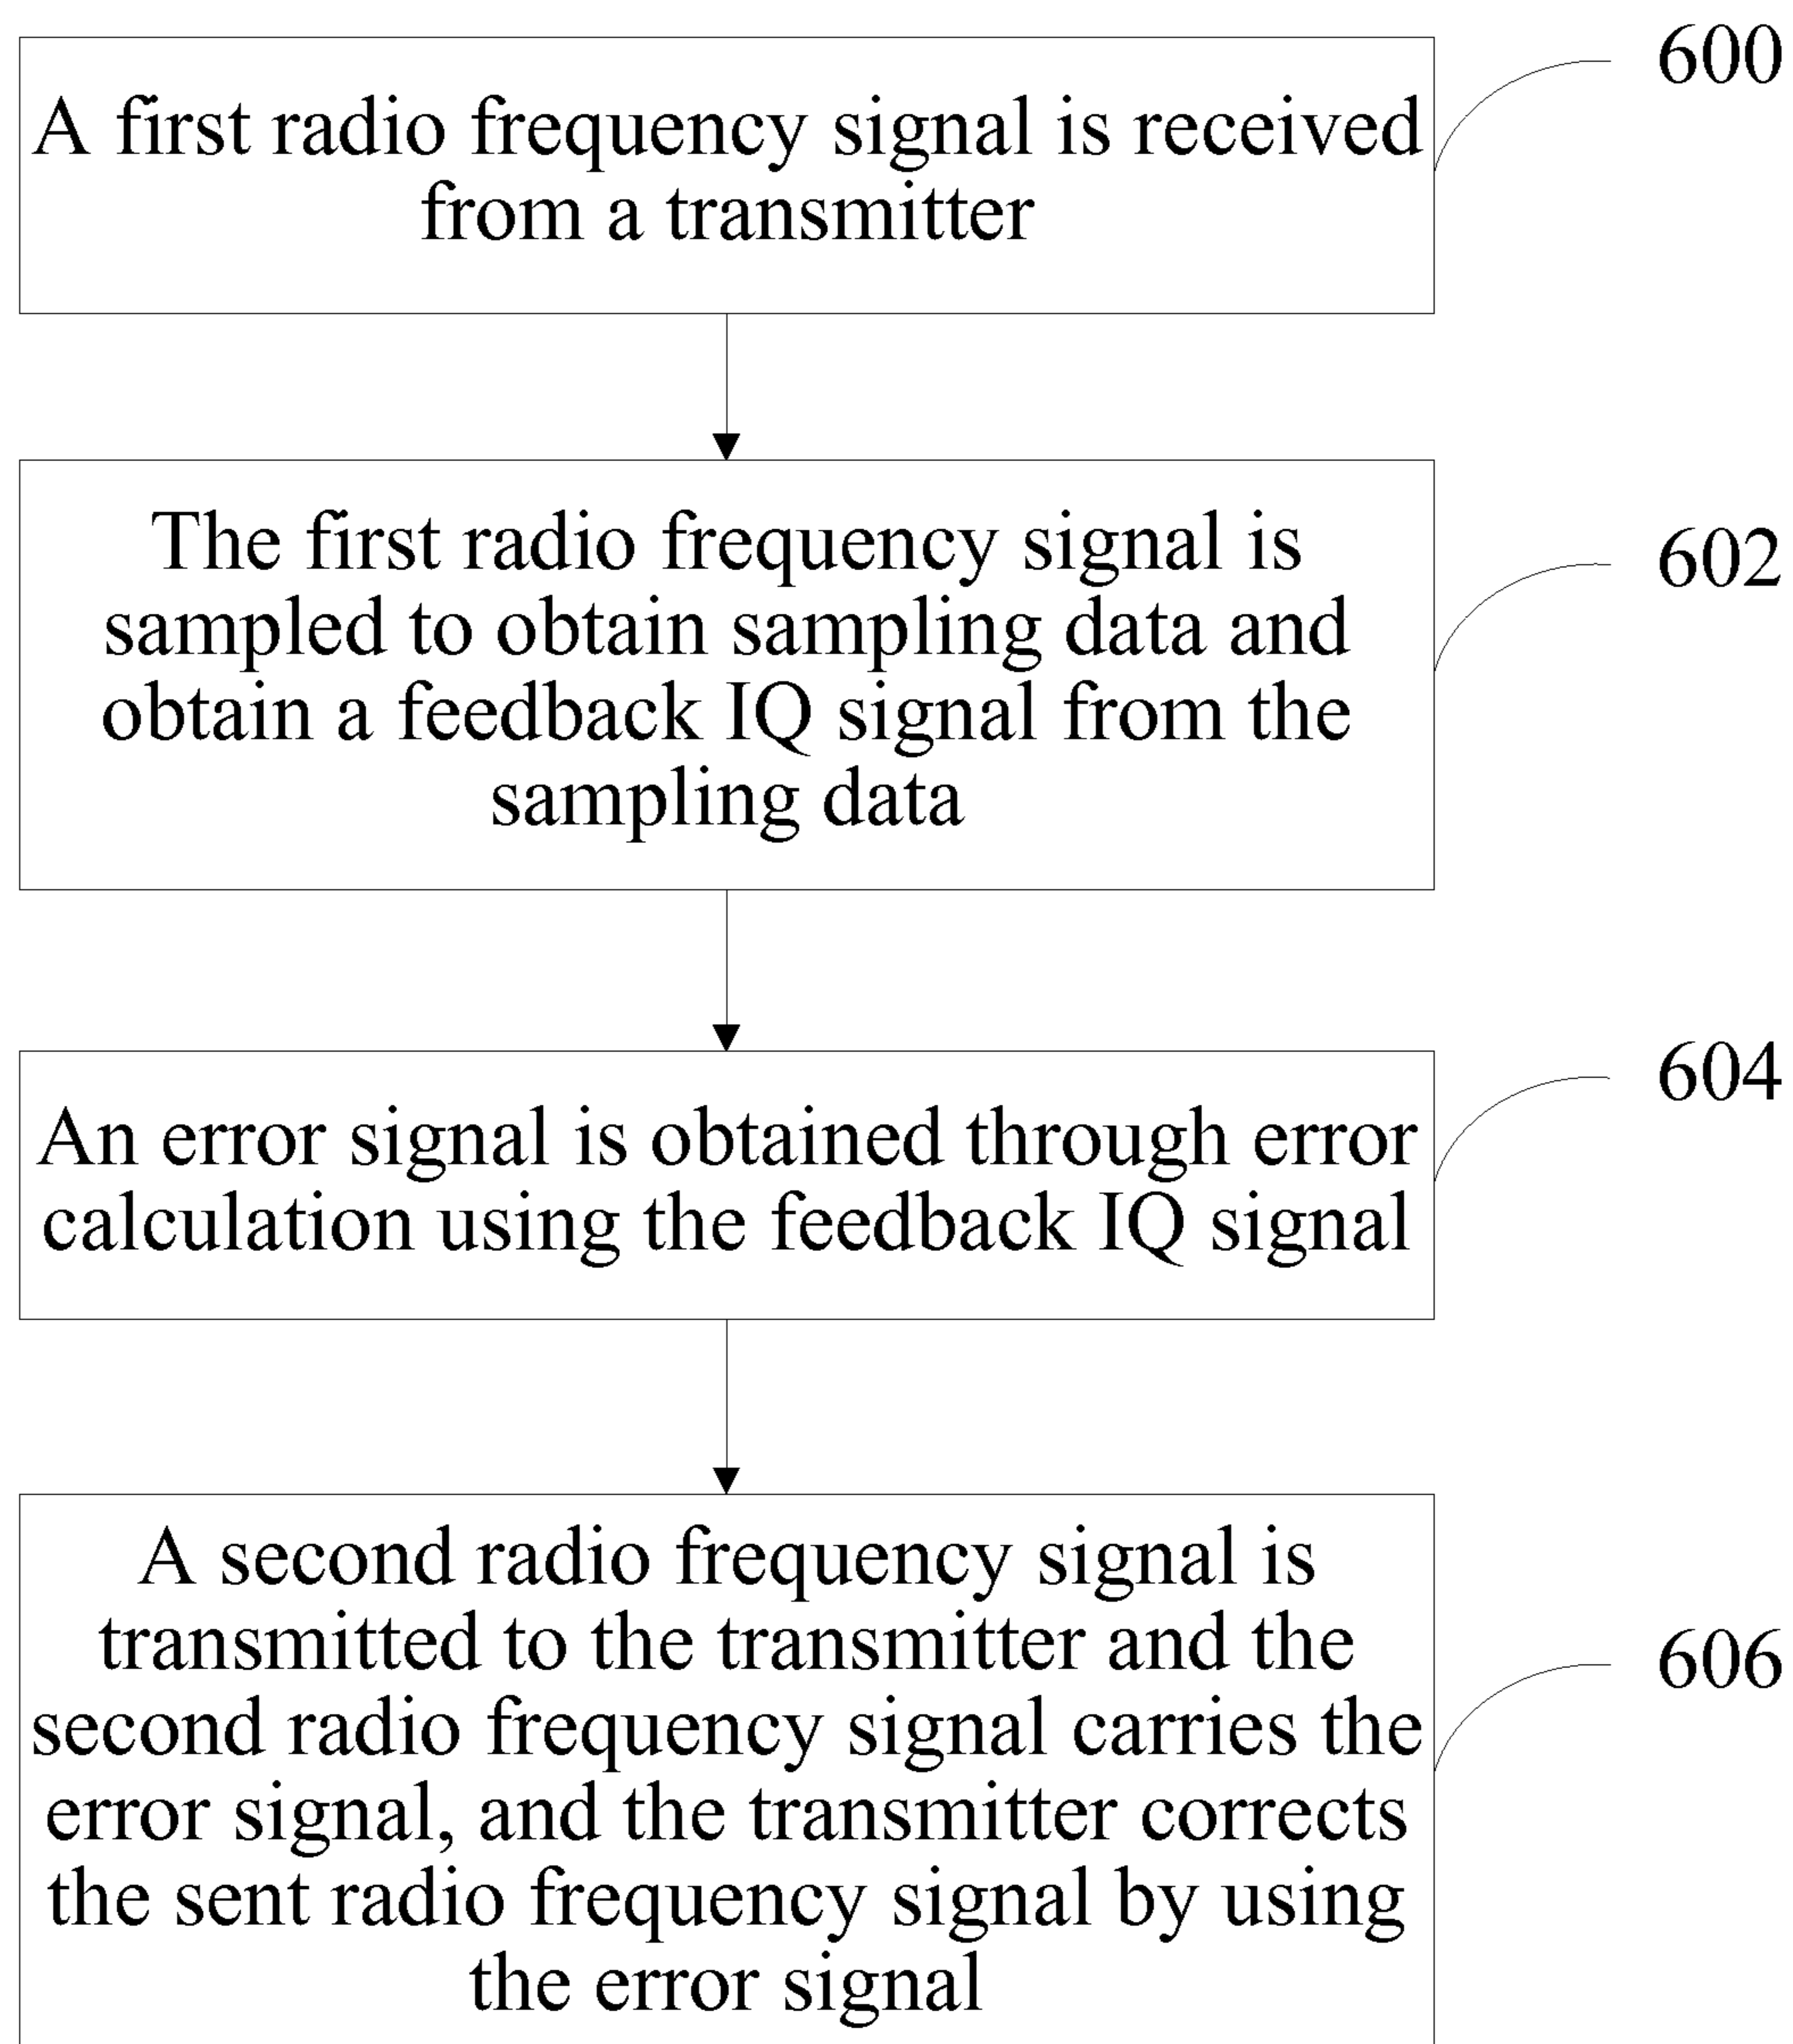 600
A first radio frequency signal is received
from a transmitter
602
The first radio frequency signal is
sampled to obtain sampling data and
obtain a feedback IQ signal from the
sampling data
604
An error signal is obtained through error
calculation using the feedback IQ signal
606
A second radio frequency signal is
transmitted to the transmitter and the
second radio frequency signal carries the
error signal, and the transmitter corrects
the sent radio frequency signal by using
the error signal